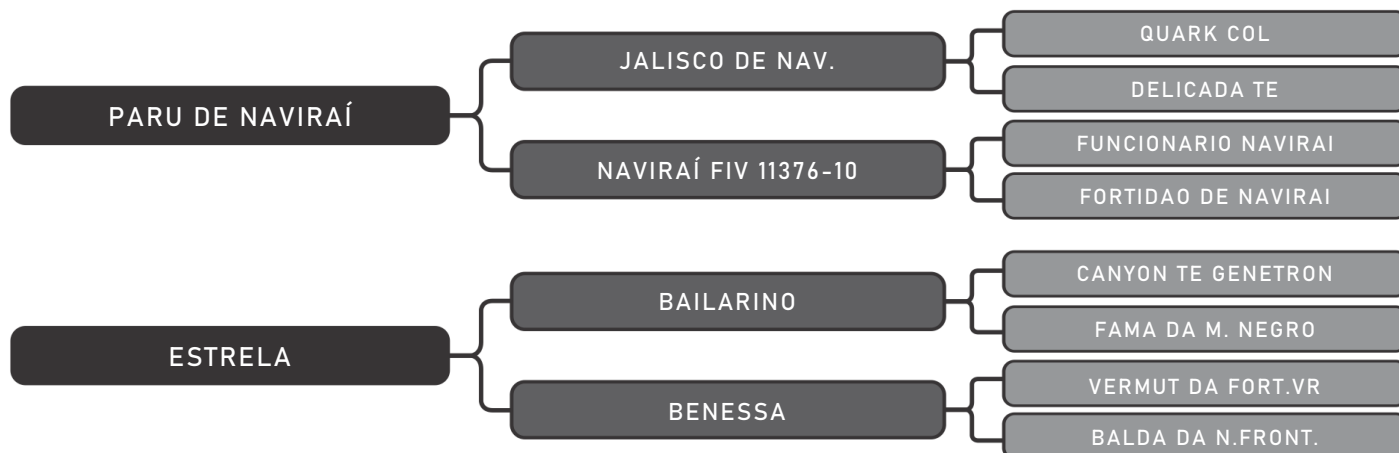 PARU DE NAVIRAÍ
JALISCO DE NAV.
QUARK COL
DELICADA TE
NAVIRAÍ FIV 11376-10
FUNCIONARIO NAVIRAI
FORTIDAO DE NAVIRAI
ESTRELA
BAILARINO
CANYON TE GENETRON
FAMA DA M. NEGRO
BENESSA
VERMUT DA FORT.VR
BALDA DA N.FRONT.